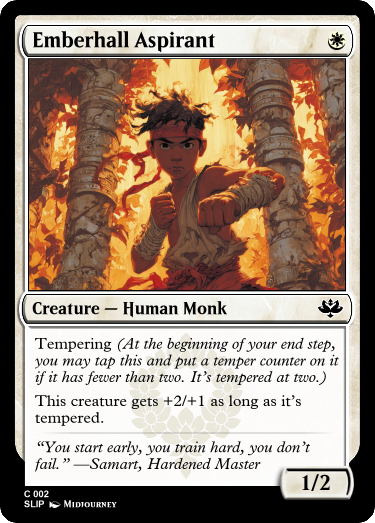 Emberhall Aspirant
Creature — Human Monk
Tempering (At the beginning of your end step,
you may tap this and put a temper counter on it
if it has fewer than two. It's tempered at two.)
This creature gets +2/+1 as long as it's
tempered.
“You start early, you train hard, you don't
fail.” —Samart, Hardened Master
1/2
C 002
SLIP Midjourney